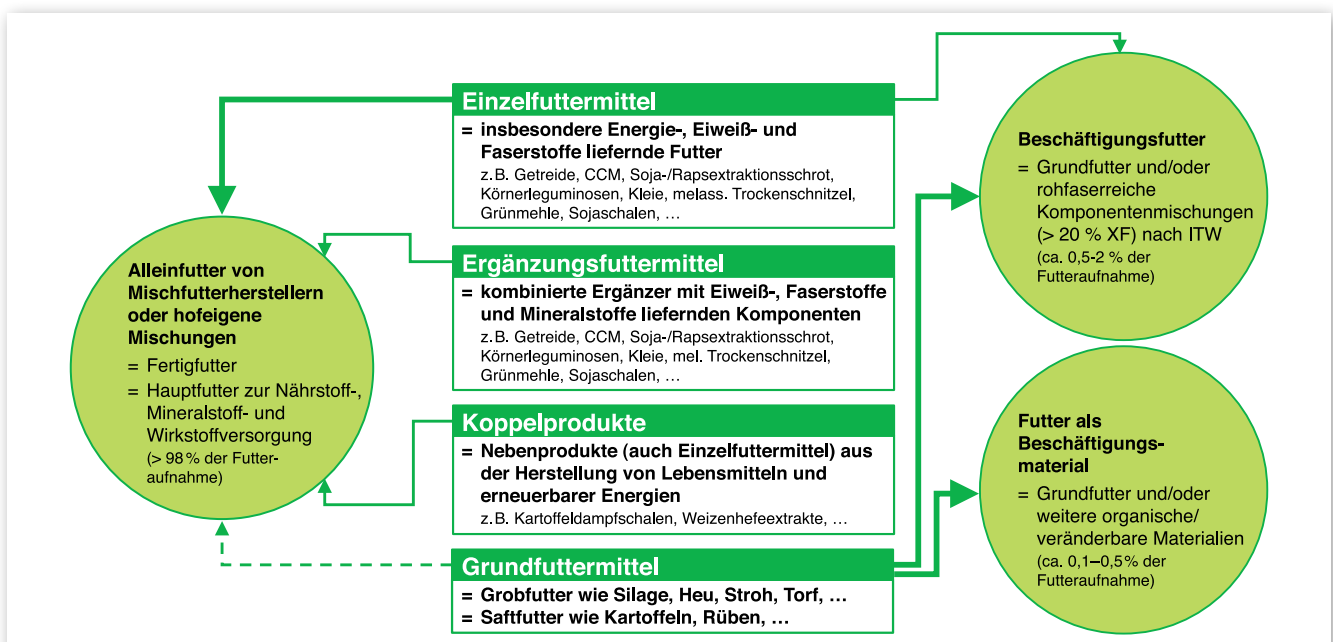 Einzelfuttermittel
= insbesondere Energie-, Eiweiß- und
Faserstoffe liefernde Futter
z.B. Getreide, CCM, Soja-/Rapsextraktionsschrot,
Körnerleguminosen, Kleie, melass. Trockenschnitzel,
Grünmehle, Sojaschalen, …
Ergänzungsfuttermittel
= kombinierte Ergänzer mit Eiweiß-, Faserstoffe
und Mineralstoffe liefernden Komponenten
z.B. Getreide, CCM, Soja-/Rapsextraktionsschrot,
Körnerleguminosen, Kleie, mel. Trockenschnitzel,
Grünmehle, Sojaschalen, …
Koppelprodukte
= Nebenprodukte (auch Einzelfuttermittel) aus
der Herstellung von Lebensmitteln und
erneuerbarer Energien
z.B. Kartoffeldampfschalen, Weizenhefeextrakte, …
Grundfuttermittel
= Grobfutter wie Silage, Heu, Stroh, Torf, …
= Saftfutter wie Kartoffeln, Rüben, …
Alleinfutter von
Mischfutterherstellern
oder hofeigene
Mischungen
= Fertigfutter
= Hauptfutter zur Nährstoff-,
Mineralstoff- und
Wirkstoffversorgung
(> 98% der Futter-
aufnahme)
Beschäftigungsfutter
= Grundfutter und/oder
rohfaserreiche
Komponentenmischungen
(> 20 % XF) nach ITW
(ca. 0,5-2 % der
Futteraufnahme)
Futter als
Beschäftigungs-
material
= Grundfutter und/oder
weitere organische/
veränderbare Materialien
(ca. 0,1–0,5% der
Futteraufnahme)